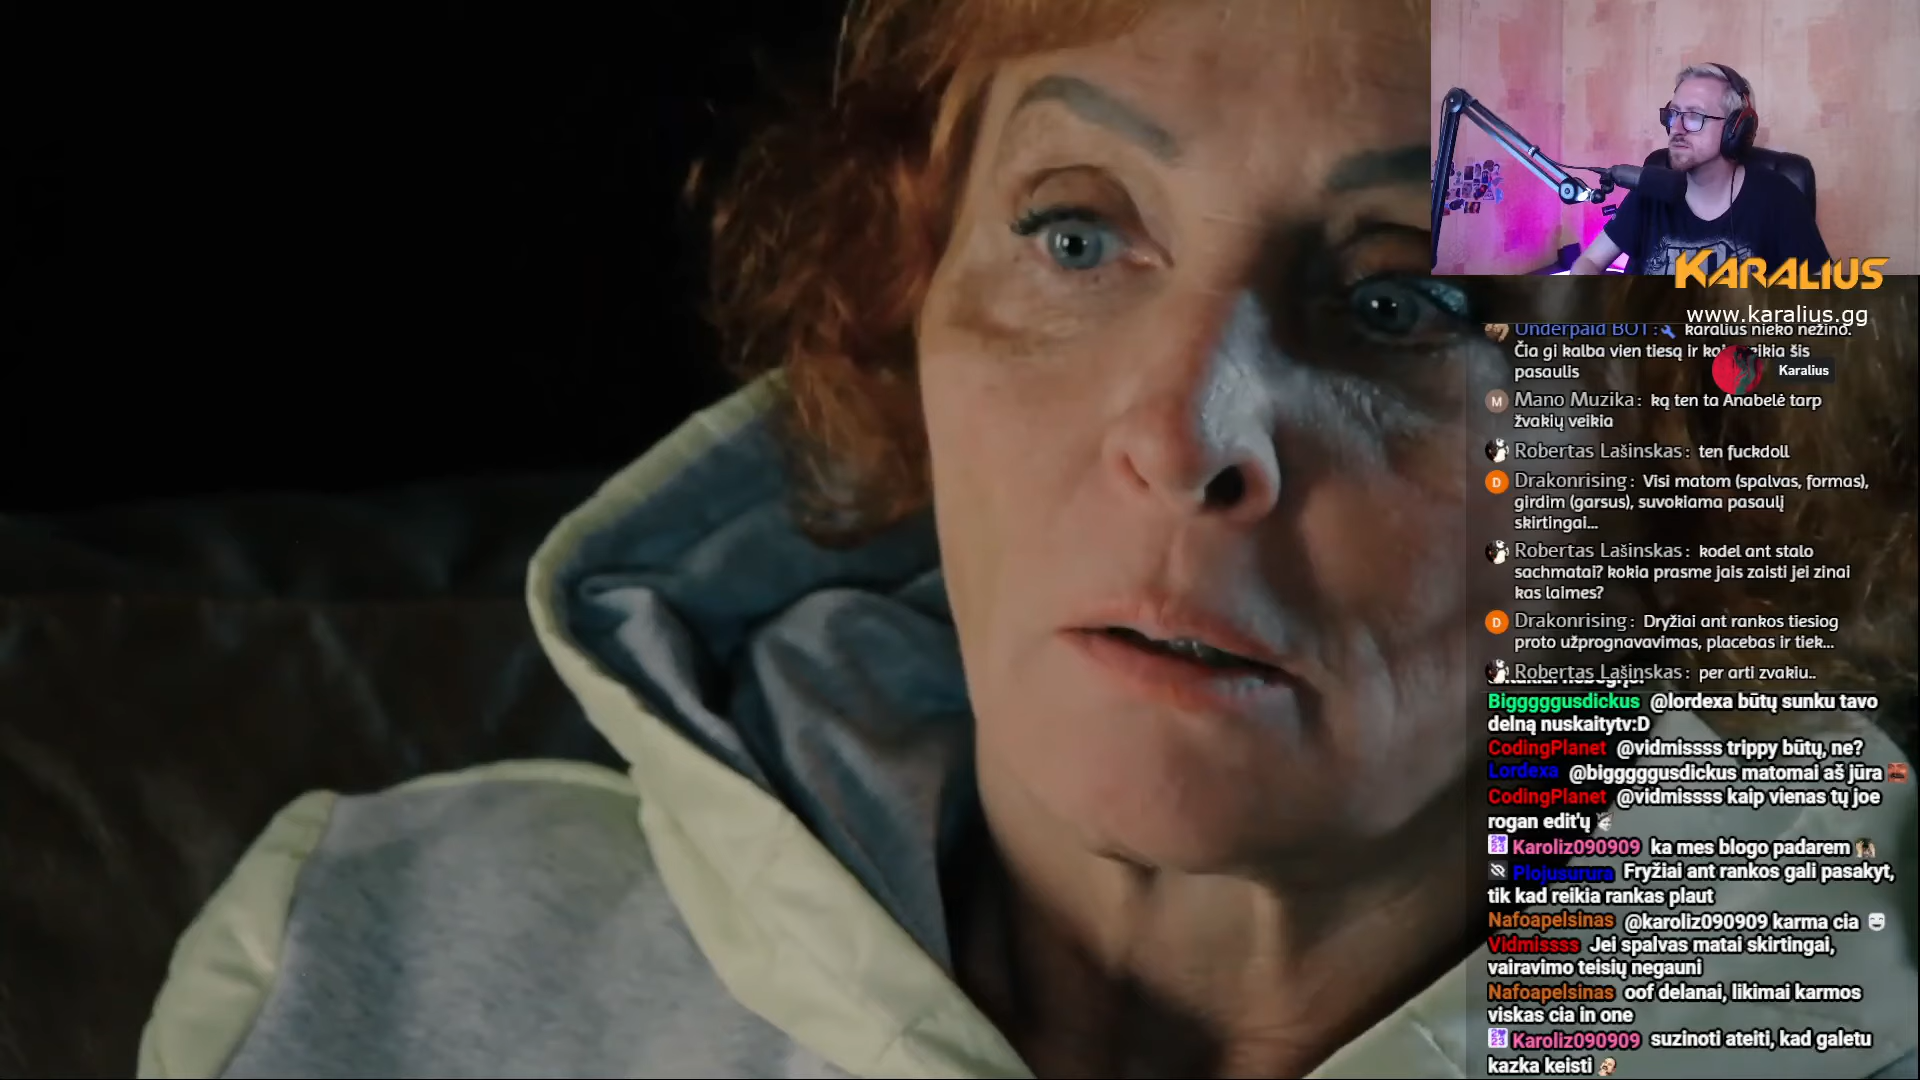 KARALIUS
www.karalius.gg
Underpaid BOT: karalius nieko nežino.
Čia gi kalba vien tiesą ir šis
pasaulis
Karalius
M Mano Muzika: ką ten ta Anabelė tarp
žvakių veikia
Robertas Lašinskas: ten fuckdoll
D Drakonrising: Visi matom (spalvas, formas),
girdim (garsus), suvokiama pasaulį
skirtingai...
Robertas Lašinskas: kodel ant stalo
sachmatai? kokia prasme jais zaisti jei zinai
kas laimes?
D Drakonrising: Dryžiai ant rankos tiesiog
proto užprognavavimas, placebas ir tiek...
Robertas Lašinskas: per arti zvakiu..
Bigggggusdickus @lordexa būtų sunku tavo
delną nuskaitytv:D
CodingPlanet @vidmissss trippy būtų, ne?
Lordexa @bigggggusdickus matomai aš jūra
CodingPlanet @vidmissss kaip vienas tų joe
rogan edit'ų
Karoliz090909 ka mes blogo padarem
Plojusurura Fryžiai ant rankos gali pasakyt,
tik kad reikia rankas plaut
Nafoapelsinas @karoliz090909 karma cia
Vidmissss Jei spalvas matai skirtingai,
vairavimo teisių negauni
Nafoapelsinas oof delanai, likimai karmos
viskas cia in one
Karoliz090909 suzinoti ateiti, kad galetu
kazka keisti